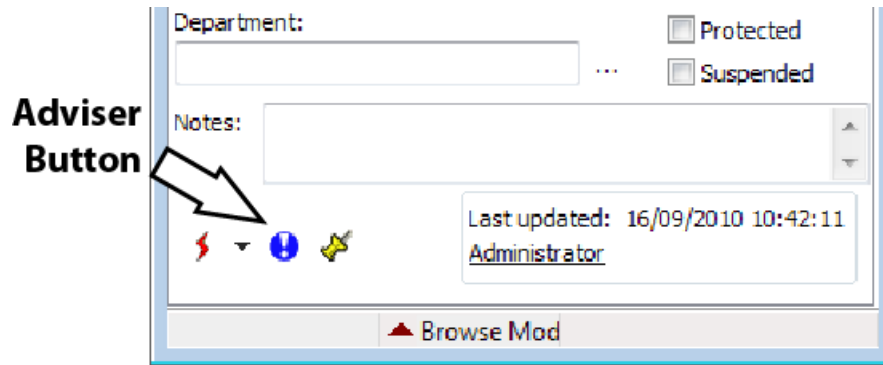 Department:
Protected
...
Suspended
Adviser
Button
Notes:
Last updated: 16/09/2010 10:42:11
Administrator
Browse Mod